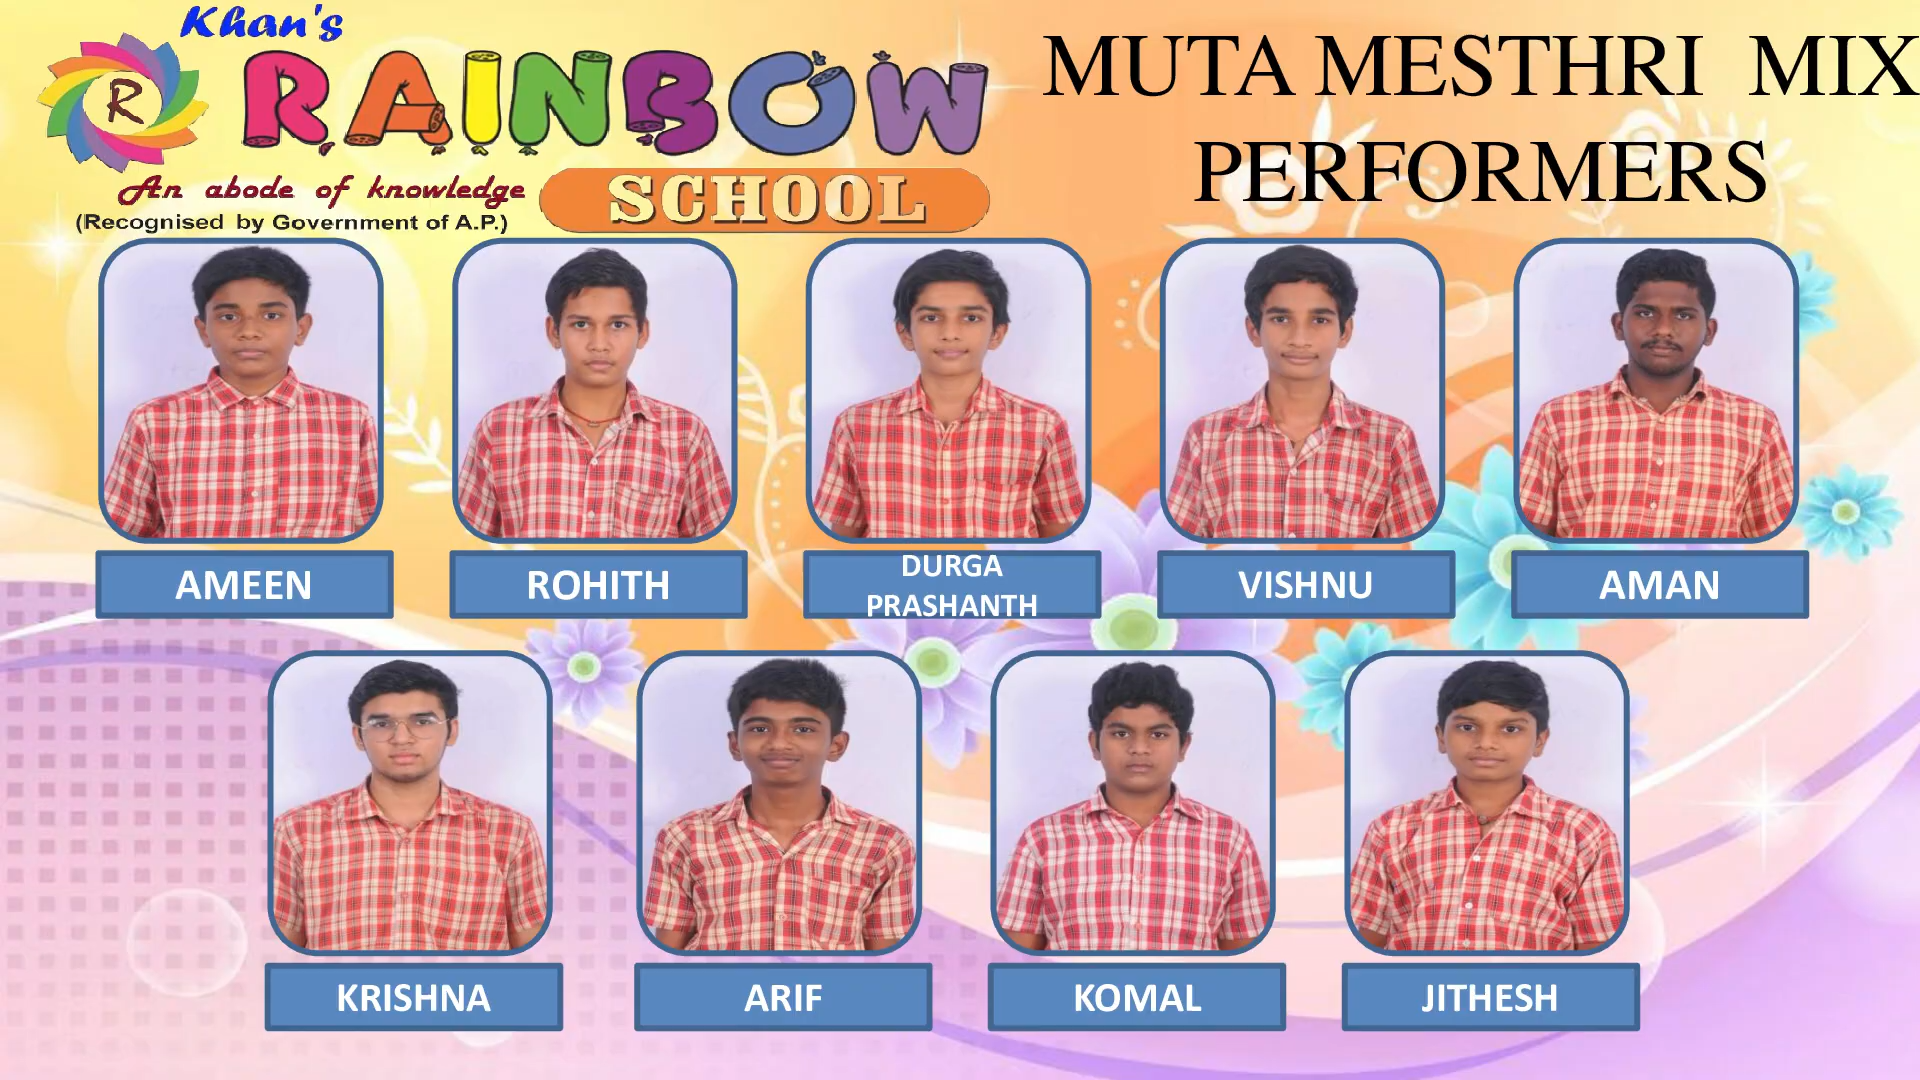 Khan's
R
RAINBOW
An abode of knowledge
SCHOOL
(Recognised by Government of A.P.)
MUTA MESTHRI MIX
PERFORMERS
AMEEN
ROHITH
DURGA
PRASHANTH
VISHNU
AMAN
KRISHNA
ARIF
KOMAL
JITHESH